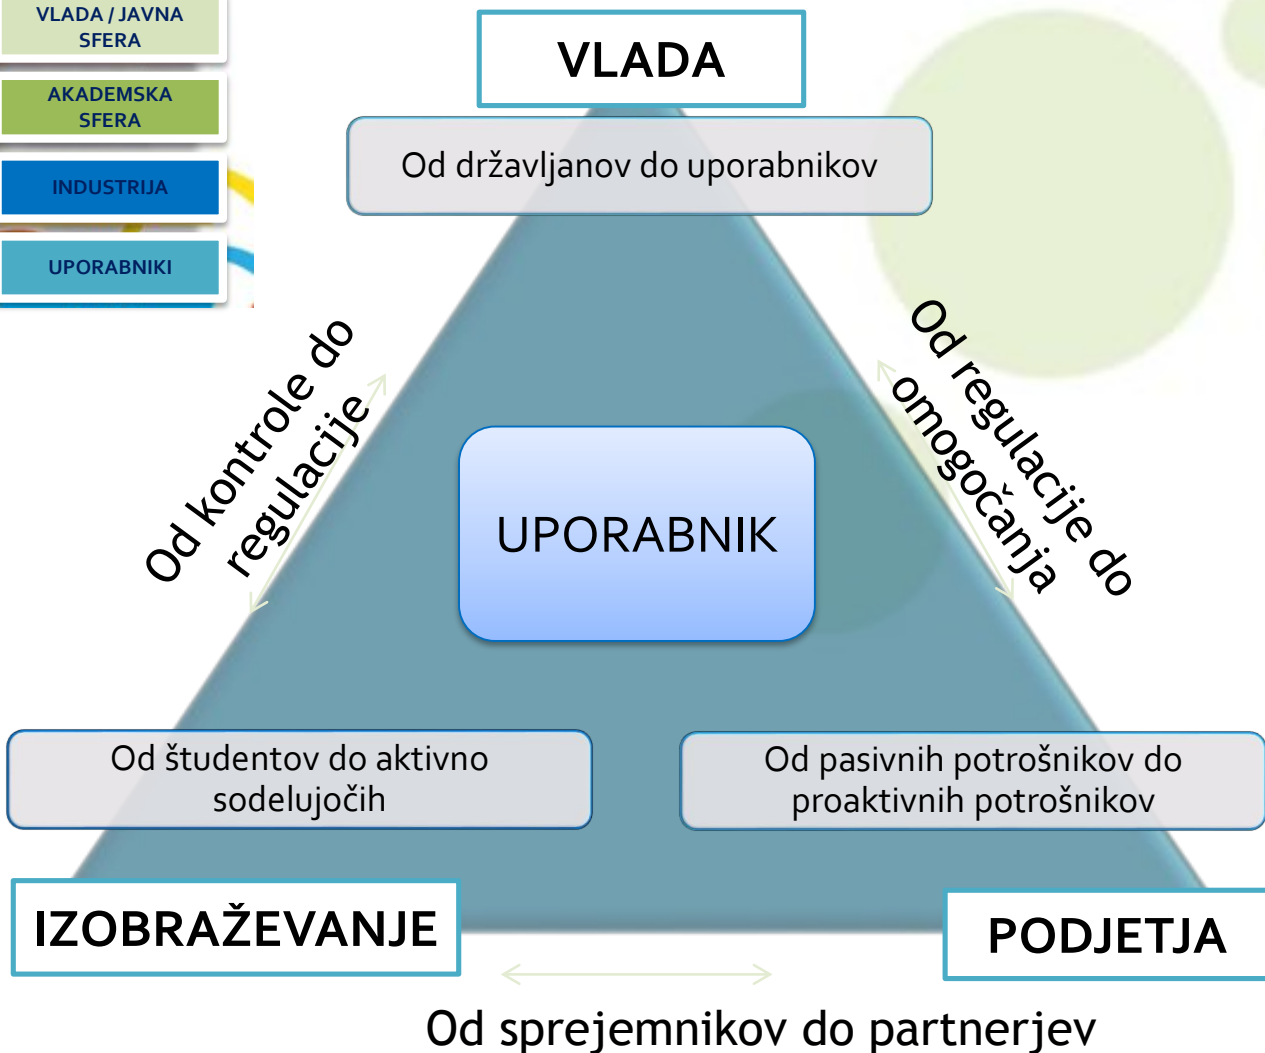 VLADA / JAVNA
SFERA
AKADEMSKA
SFERA
INDUSTRIJA
UPORABNIKI
VLADA
Od državljanov do uporabnikov
Od kontrole do
regulacije
Od regulacije do
omogočanja
UPORABNIK
Od študentov do aktivno
sodelujočih
Od pasivnih potrošnikov do
proaktivnih potrošnikov
IZOBRAŽEVANJE
PODJETJA
Od sprejemnikov do partnerjev